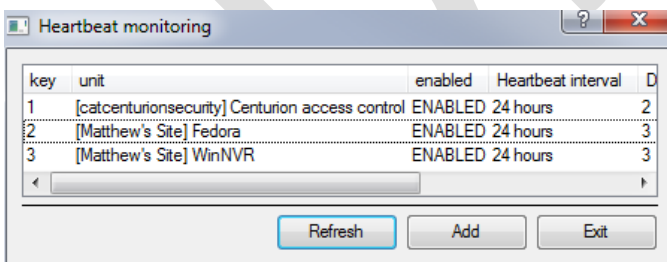 Heartbeat monitoring
key unit enabled Heartbeat interval D
1 [catcenturionsecurity] Centurion access control ENABLED 24 hours 2
2 [Matthew's Site] Fedora ENABLED 24 hours 3
3 [Matthew's Site] WinNVR ENABLED 24 hours 3
Refresh Add Exit